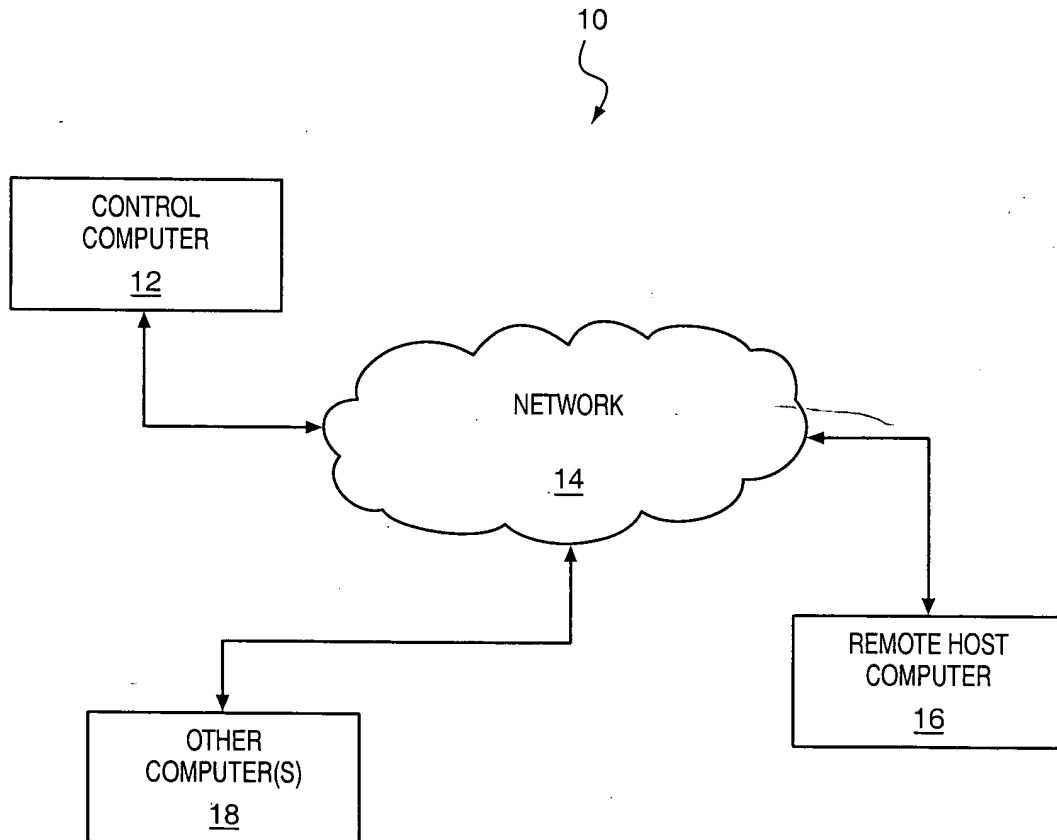 10
CONTROL
COMPUTER
12
NETWORK
14
REMOTE HOST
COMPUTER
16
OTHER
COMPUTER(S)
18